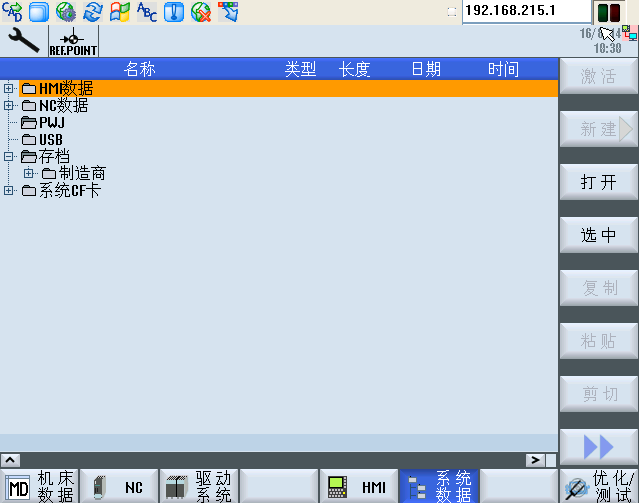 CAD
ABC
192.168.215.1
REF.POINT
10:30
名称 类型 长度 日期 时间
HMI数据
NC数据
PWJ
USB
存档
制造商
系统CF卡
激活
新建
打开
选中
复制
粘贴
剪切
MD 机床数据
NC
驱动系统
HMI
系统数据
优化/测试